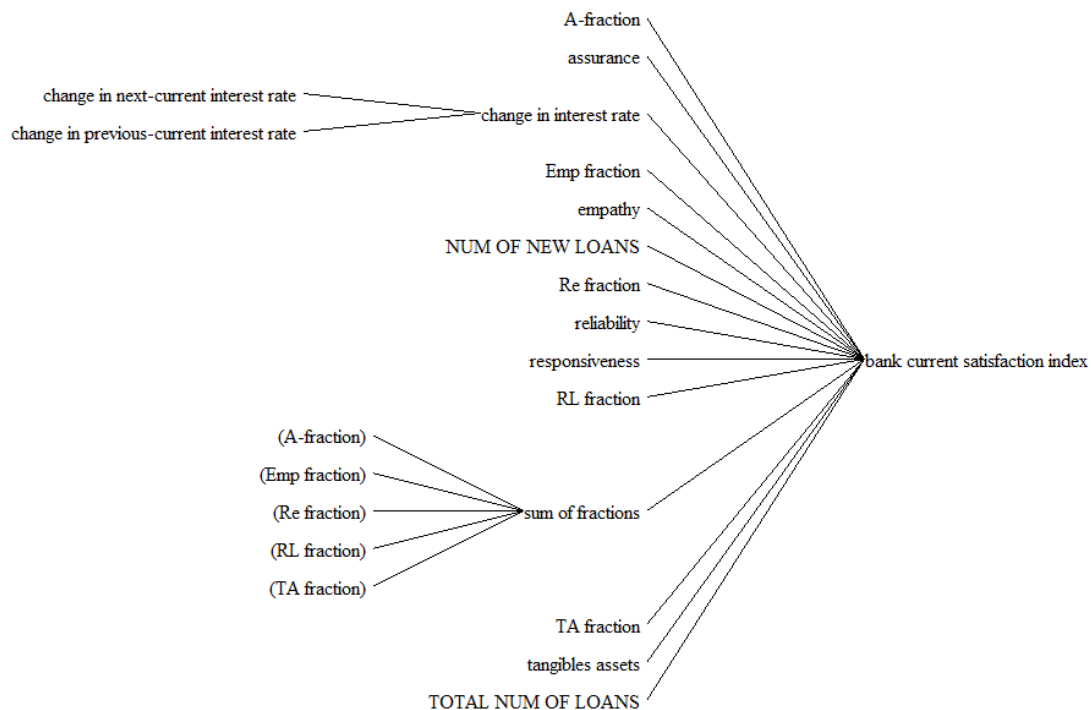 A-fraction
assurance
change in next-current interest rate
change in interest rate
change in previous-current interest rate
Emp fraction
empathy
NUM OF NEW LOANS
Re fraction
reliability
responsiveness
bank current satisfaction index
RL fraction
(A-fraction)
(Emp fraction)
(Re fraction)
sum of fractions
(RL fraction)
(TA fraction)
TA fraction
tangibles assets
TOTAL NUM OF LOANS